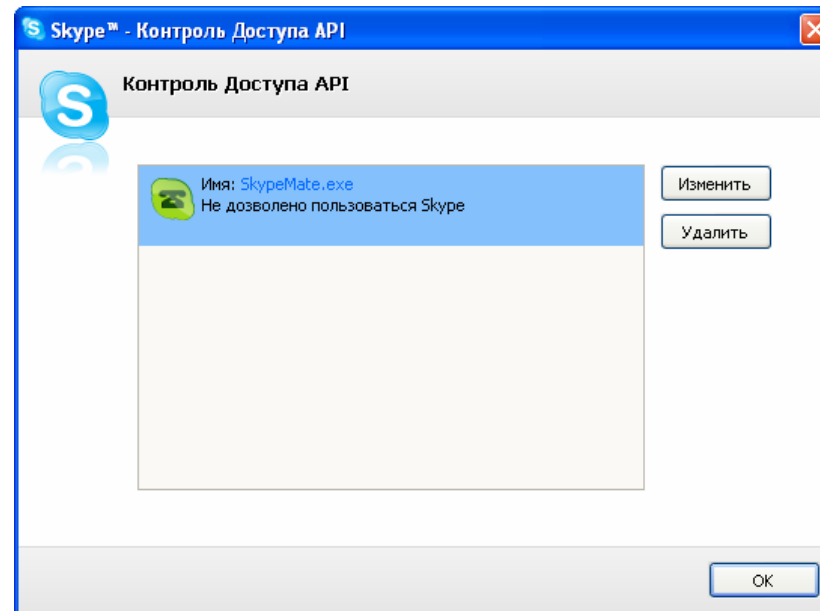 Skype™ - Контроль Доступа API
Контроль Доступа API
Имя: SkypeMate.exe
Не дозволено пользоваться Skype
Изменить
Удалить
OK